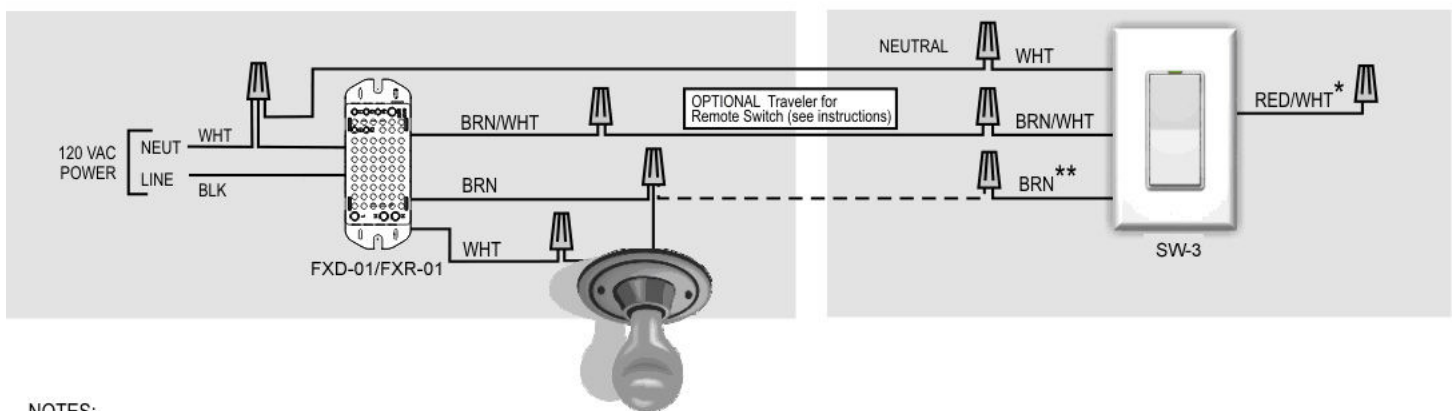 NEUTRAL
WHT
RED/WHT*
OPTIONAL Traveler for
Remote Switch (see instructions)
BRN/WHT
BRN/WHT
120 VAC
POWER
NEUT
WHT
LINE
BLK
BRN
BRN**
WHT
FXD-01/FXR-01
SW-3
NOTES: